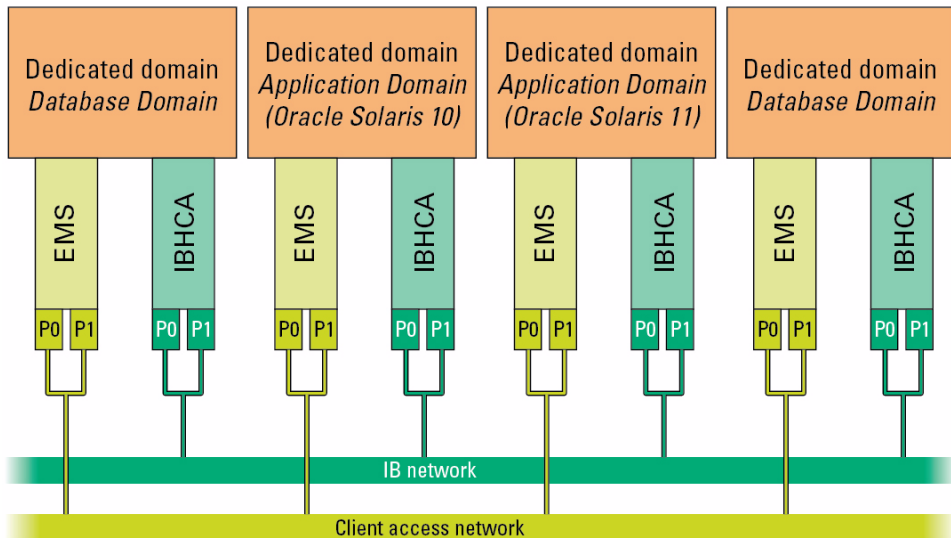 Dedicated domain
Database Domain
Dedicated domain
Application Domain
(Oracle Solaris 10)
Dedicated domain
Application Domain
(Oracle Solaris 11)
Dedicated domain
Database Domain
EMS
IBHCA
EMS
IBHCA
EMS
IBHCA
EMS
IBHCA
P0 P1
P0 P1
P0 P1
P0 P1
P0 P1
P0 P1
P0 P1
P0 P1
IB network
Client access network